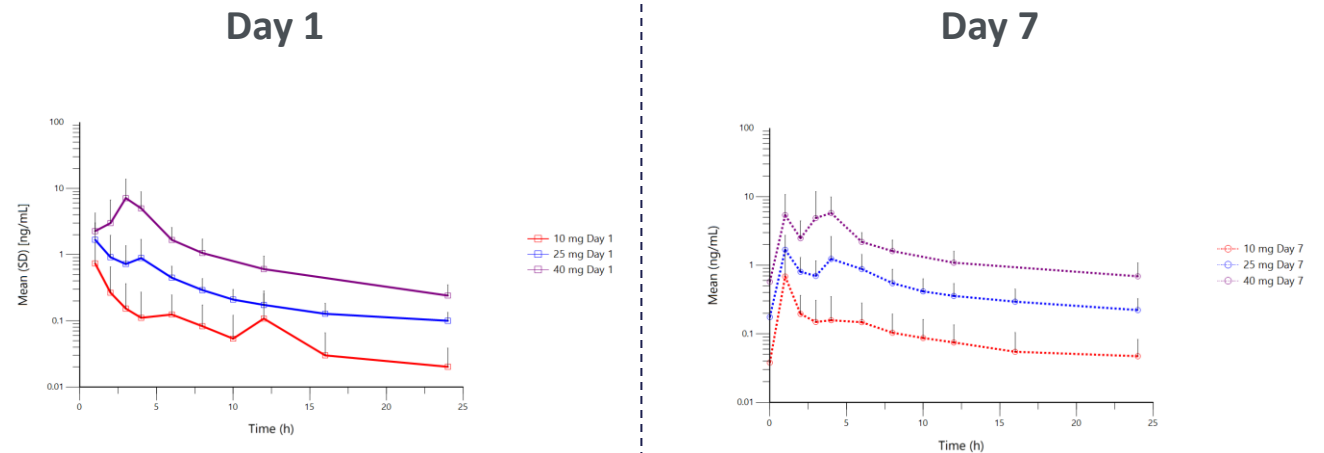 Day 1
Day 7
Mean (SD) [ng/mL]
100
10
1
0.1
0.01
0
5
10
15
20
25
Time (h)
10 mg Day 1
25 mg Day 1
40 mg Day 1
Mean (ng/mL)
100
10
1
0.1
0.01
0
5
10
15
20
25
Time (h)
10 mg Day 7
25 mg Day 7
40 mg Day 7